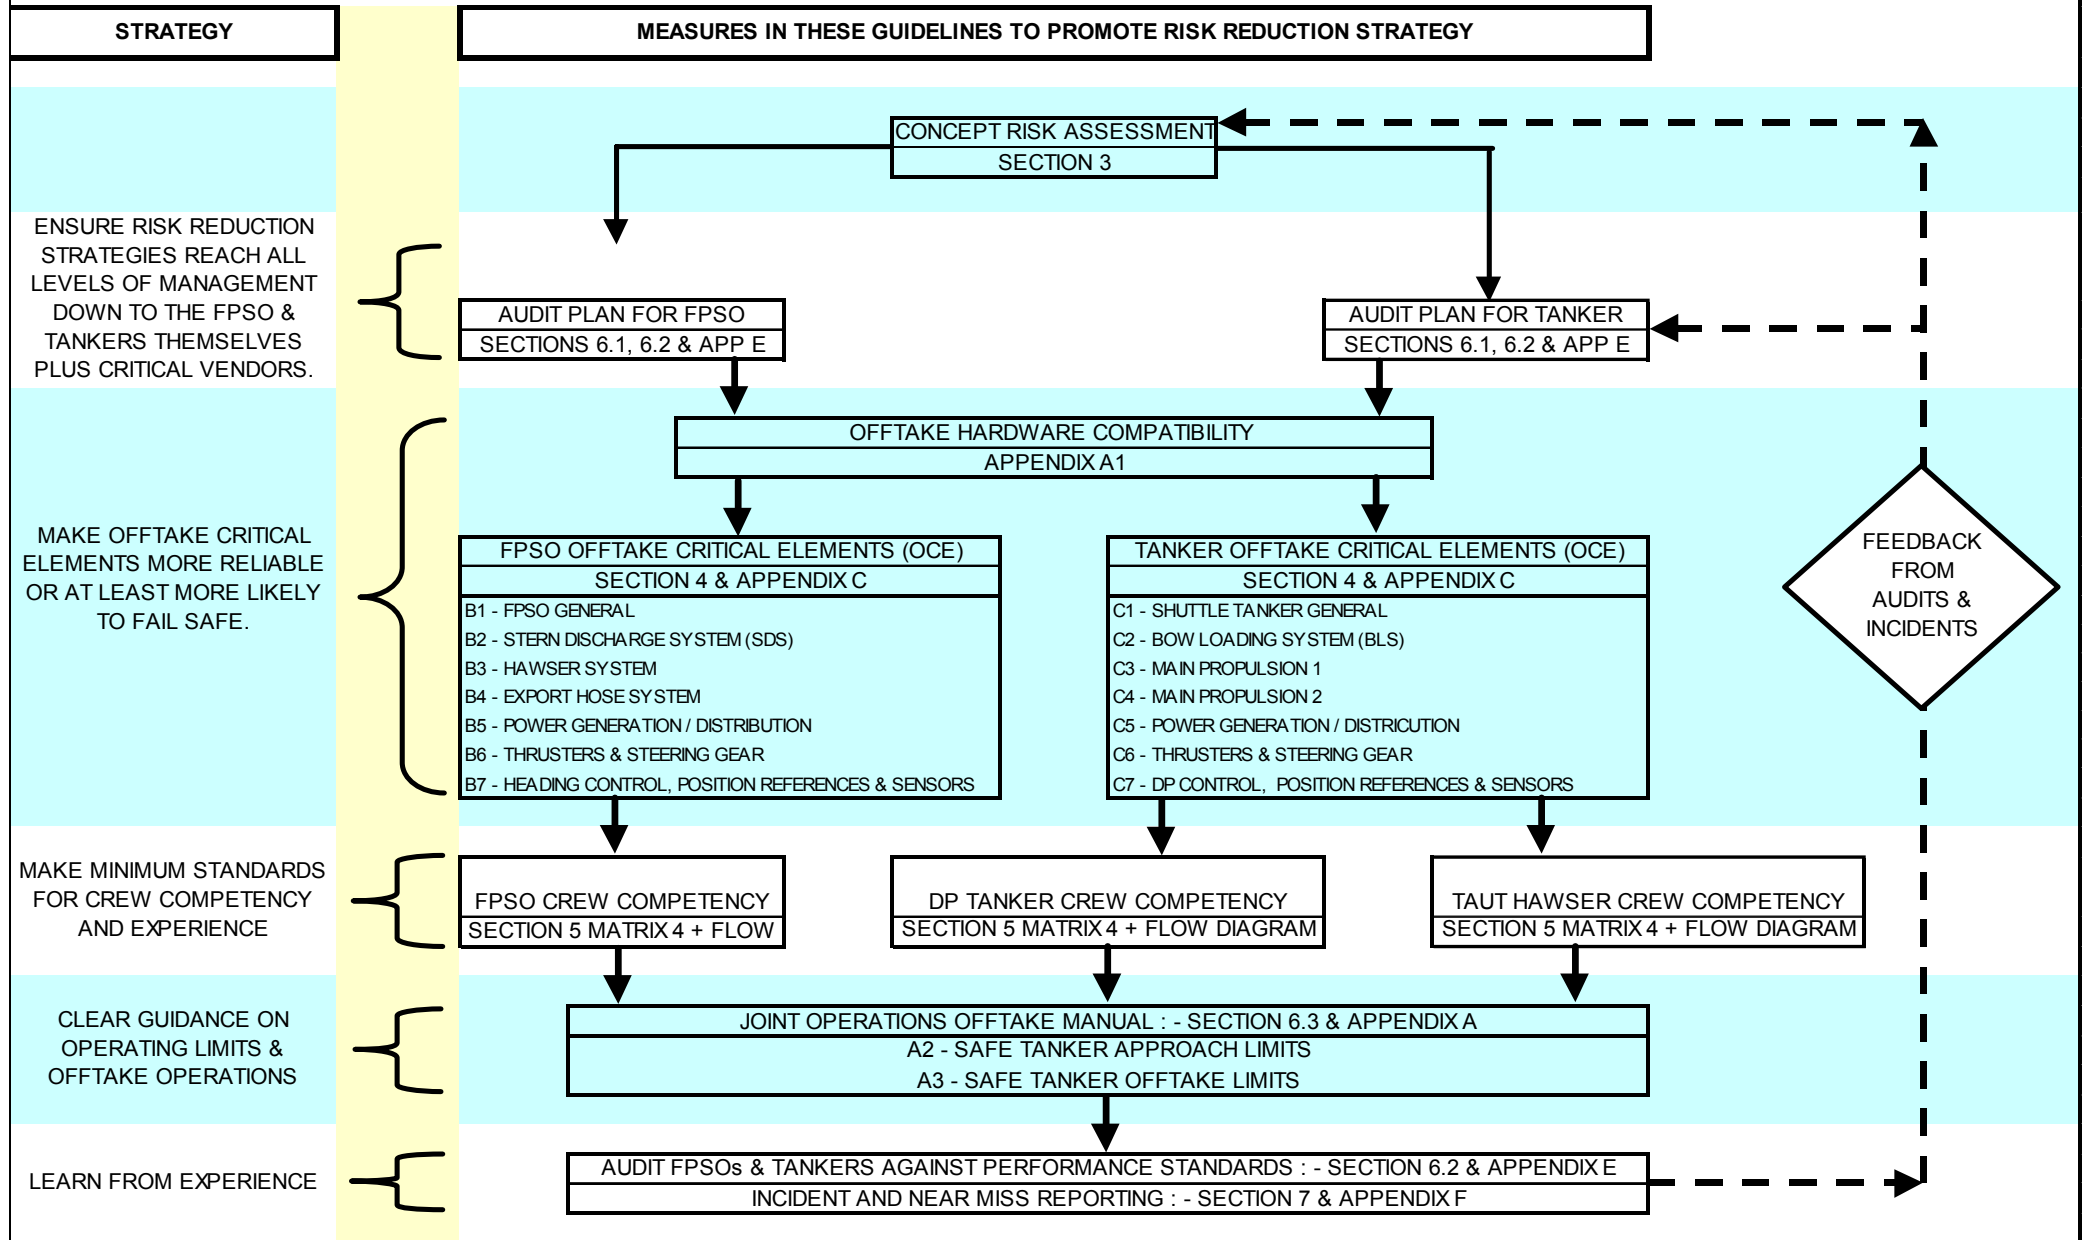 STRATEGY
MEASURES IN THESE GUIDELINES TO PROMOTE RISK REDUCTION STRATEGY
CONCEPT RISK ASSESSMENT
SECTION 3
ENSURE RISK REDUCTION
STRATEGIES REACH ALL
LEVELS OF MANAGEMENT
DOWN TO THE FPSO &
TANKERS THEMSELVES
PLUS CRITICAL VENDORS.
AUDIT PLAN FOR FPSO
SECTIONS 6.1, 6.2 & APP E
AUDIT PLAN FOR TANKER
SECTIONS 6.1, 6.2 & APP E
OFFTAKE HARDWARE COMPATIBILITY
APPENDIX A1
MAKE OFFTAKE CRITICAL
ELEMENTS MORE RELIABLE
OR AT LEAST MORE LIKELY
TO FAIL SAFE.
FPSO OFFTAKE CRITICAL ELEMENTS (OCE)
SECTION 4 & APPENDIX C
B1 - FPSO GENERAL
B2 - STERN DISCHARGE SYSTEM (SDS)
B3 - HAWSER SYSTEM
B4 - EXPORT HOSE SYSTEM
B5 - POWER GENERATION / DISTRIBUTION
B6 - THRUSTERS & STEERING GEAR
B7 - HEADING CONTROL, POSITION REFERENCES & SENSORS
TANKER OFFTAKE CRITICAL ELEMENTS (OCE)
SECTION 4 & APPENDIX C
C1 - SHUTTLE TANKER GENERAL
C2 - BOW LOADING SYSTEM (BLS)
C3 - MAIN PROPULSION 1
C4 - MAIN PROPULSION 2
C5 - POWER GENERATION / DISTRICUTION
C6 - THRUSTERS & STEERING GEAR
C7 - DP CONTROL, POSITION REFERENCES & SENSORS
FEEDBACK
FROM
AUDITS &
INCIDENTS
MAKE MINIMUM STANDARDS
FOR CREW COMPETENCY
AND EXPERIENCE
FPSO CREW COMPETENCY
SECTION 5 MATRIX 4 + FLOW
DP TANKER CREW COMPETENCY
SECTION 5 MATRIX 4 + FLOW DIAGRAM
TAUT HAWSER CREW COMPETENCY
SECTION 5 MATRIX 4 + FLOW DIAGRAM
CLEAR GUIDANCE ON
OPERATING LIMITS &
OFFTAKE OPERATIONS
JOINT OPERATIONS OFFTAKE MANUAL : - SECTION 6.3 & APPENDIX A
A2 - SAFE TANKER APPROACH LIMITS
A3 - SAFE TANKER OFFTAKE LIMITS
LEARN FROM EXPERIENCE
AUDIT FPSOs & TANKERS AGAINST PERFORMANCE STANDARDS : - SECTION 6.2 & APPENDIX E
INCIDENT AND NEAR MISS REPORTING : - SECTION 7 & APPENDIX F